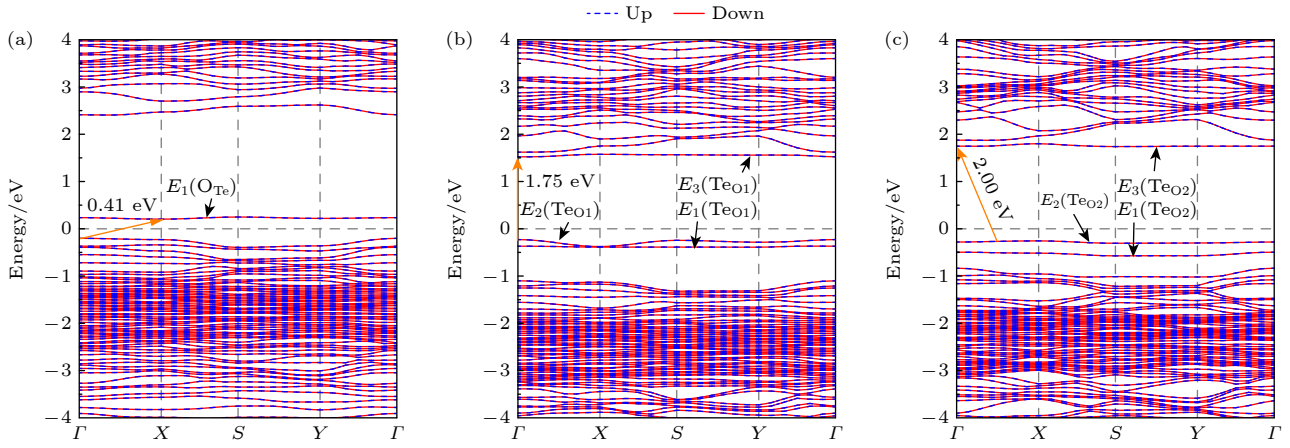 Up Down
(a)
Energy/eV
4
3
2
1
0
−1
−2
−3
−4
0.41 eV
E1(OTe)
Γ X S Y Γ
(b)
Energy/eV
4
3
2
1
0
−1
−2
−3
−4
1.75 eV
E2(TeO1)
E3(TeO1)
E1(TeO1)
Γ X S Y Γ
(c)
Energy/eV
4
3
2
1
0
−1
−2
−3
−4
2.00 eV
E2(TeO2)
E3(TeO2)
E1(TeO2)
Γ X S Y Γ